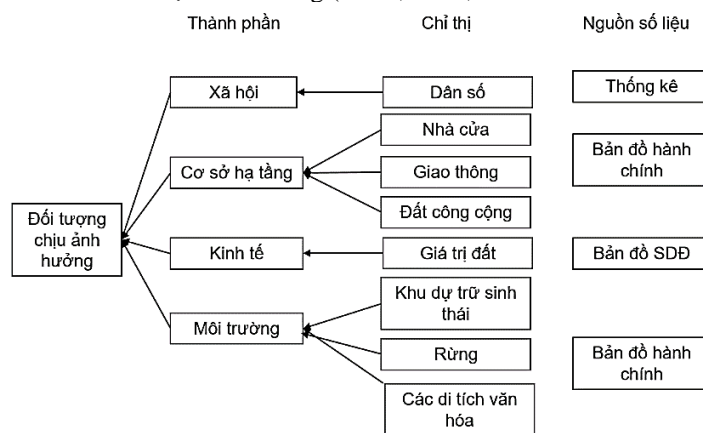 Thành phần
Chỉ thị
Nguồn số liệu
Xã hội
Dân số
Thống kê
Nhà cửa
Bản đồ hành
chính
Cơ sở hạ tầng
Giao thông
Đất công cộng
Đối tượng
chịu ảnh
hưởng
Kinh tế
Giá trị đất
Bản đồ SDĐ
Khu dự trữ sinh
thái
Môi trường
Rừng
Bản đồ hành
chính
Các di tích văn
hóa